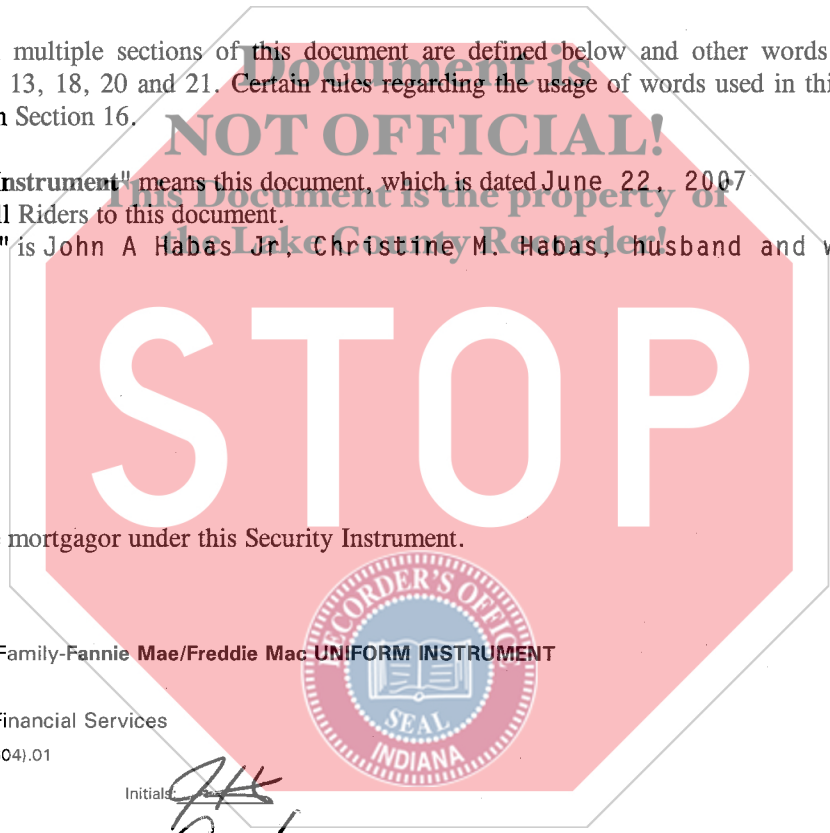 multiple sections of this document are defined below and other words
13, 18, 20 and 21. Certain rules regarding the usage of words used in thi
n Section 16.
Document is
NOT OFFICIAL!
This Document is the property of
the Lake County Recorder!
Instrument" means this document, which is dated June 22, 2007
ll Riders to this document.
" is John A Habas Jr, Christine M. Habas, husband and w
STOP
mortgagor under this Security Instrument.
RECORDER'S OFFICE
SEAL
INDIANA
Family-Fannie Mae/Freddie Mac UNIFORM INSTRUMENT
Financial Services
04).01
Initials: